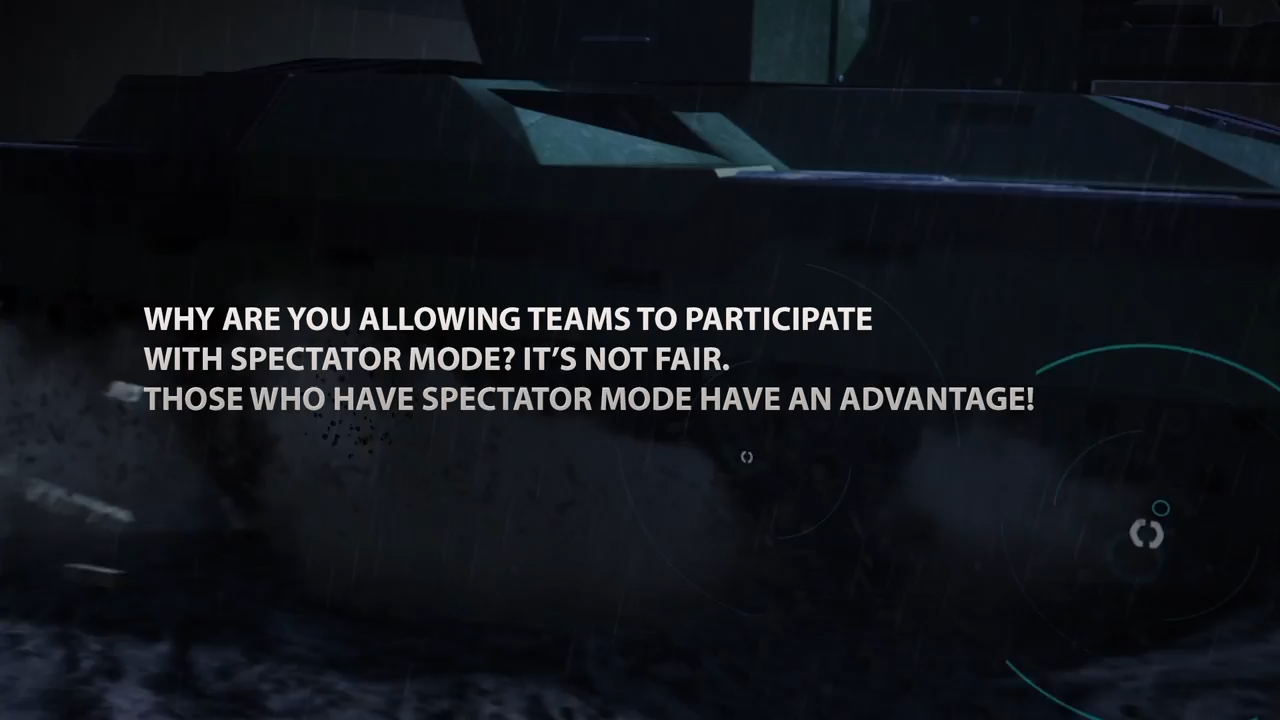 WHY ARE YOU ALLOWING TEAMS TO PARTICIPATE
WITH SPECTATOR MODE? IT'S NOT FAIR.
THOSE WHO HAVE SPECTATOR MODE HAVE AN ADVANTAGE!